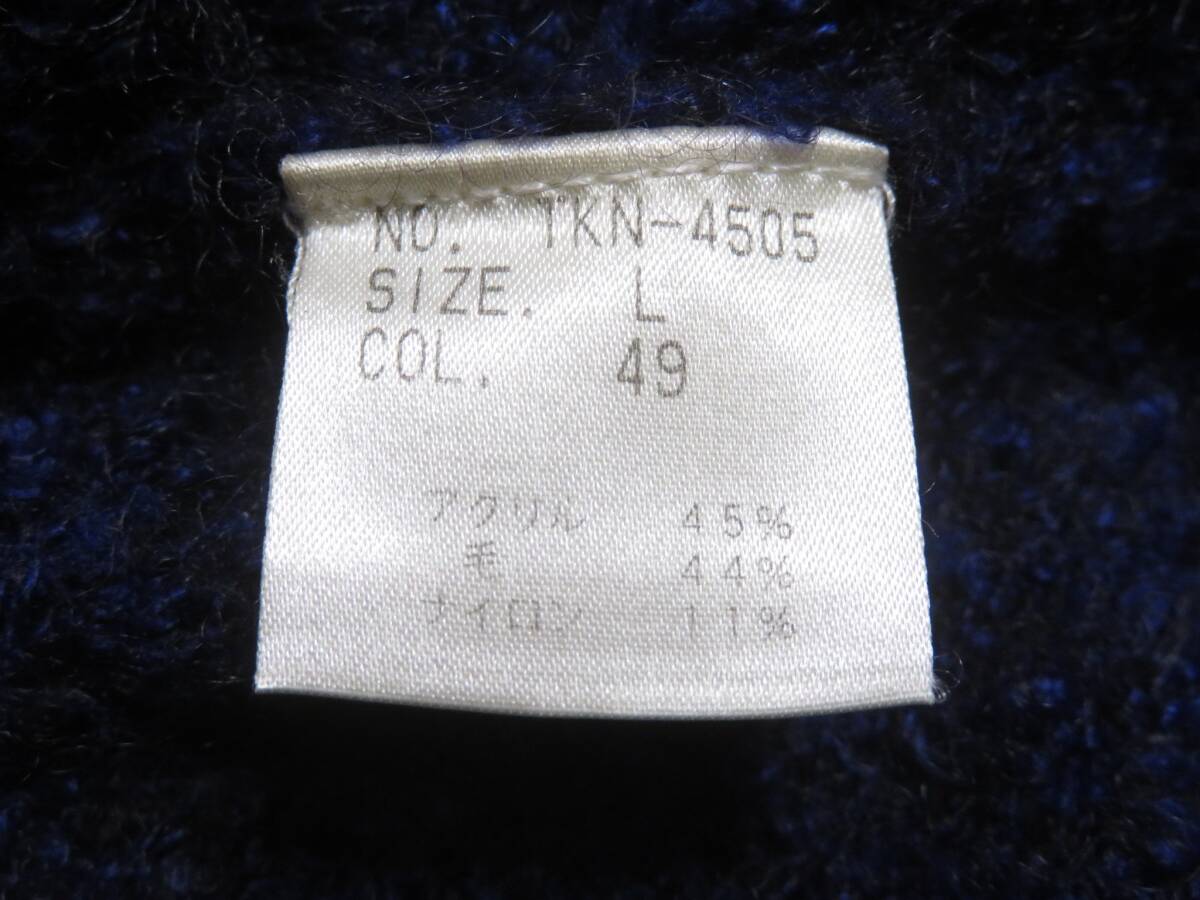 NO. TKN-4505
SIZE. L
COL. 49
アクリル 45%
毛 44%
ナイロン 11%